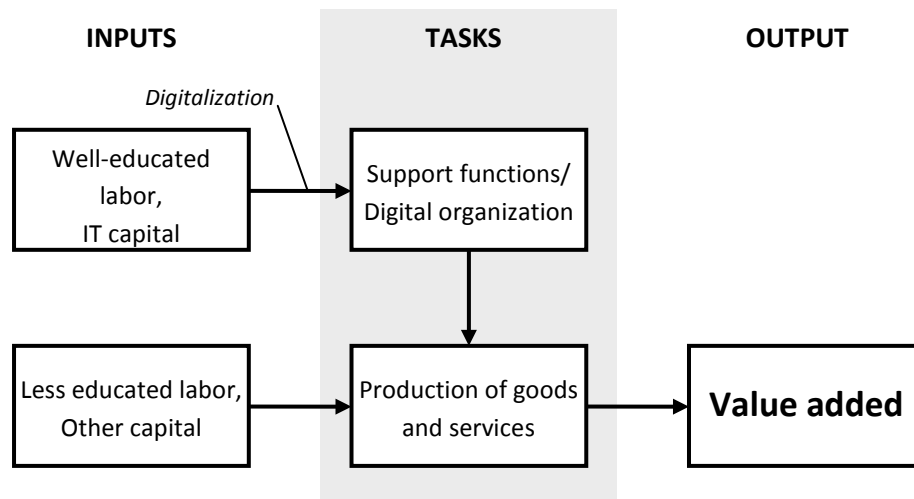 INPUTS
TASKS
OUTPUT
Digitalization
Well-educated
labor,
IT capital
Support functions/
Digital organization
Less educated labor,
Other capital
Production of goods
and services
Value added